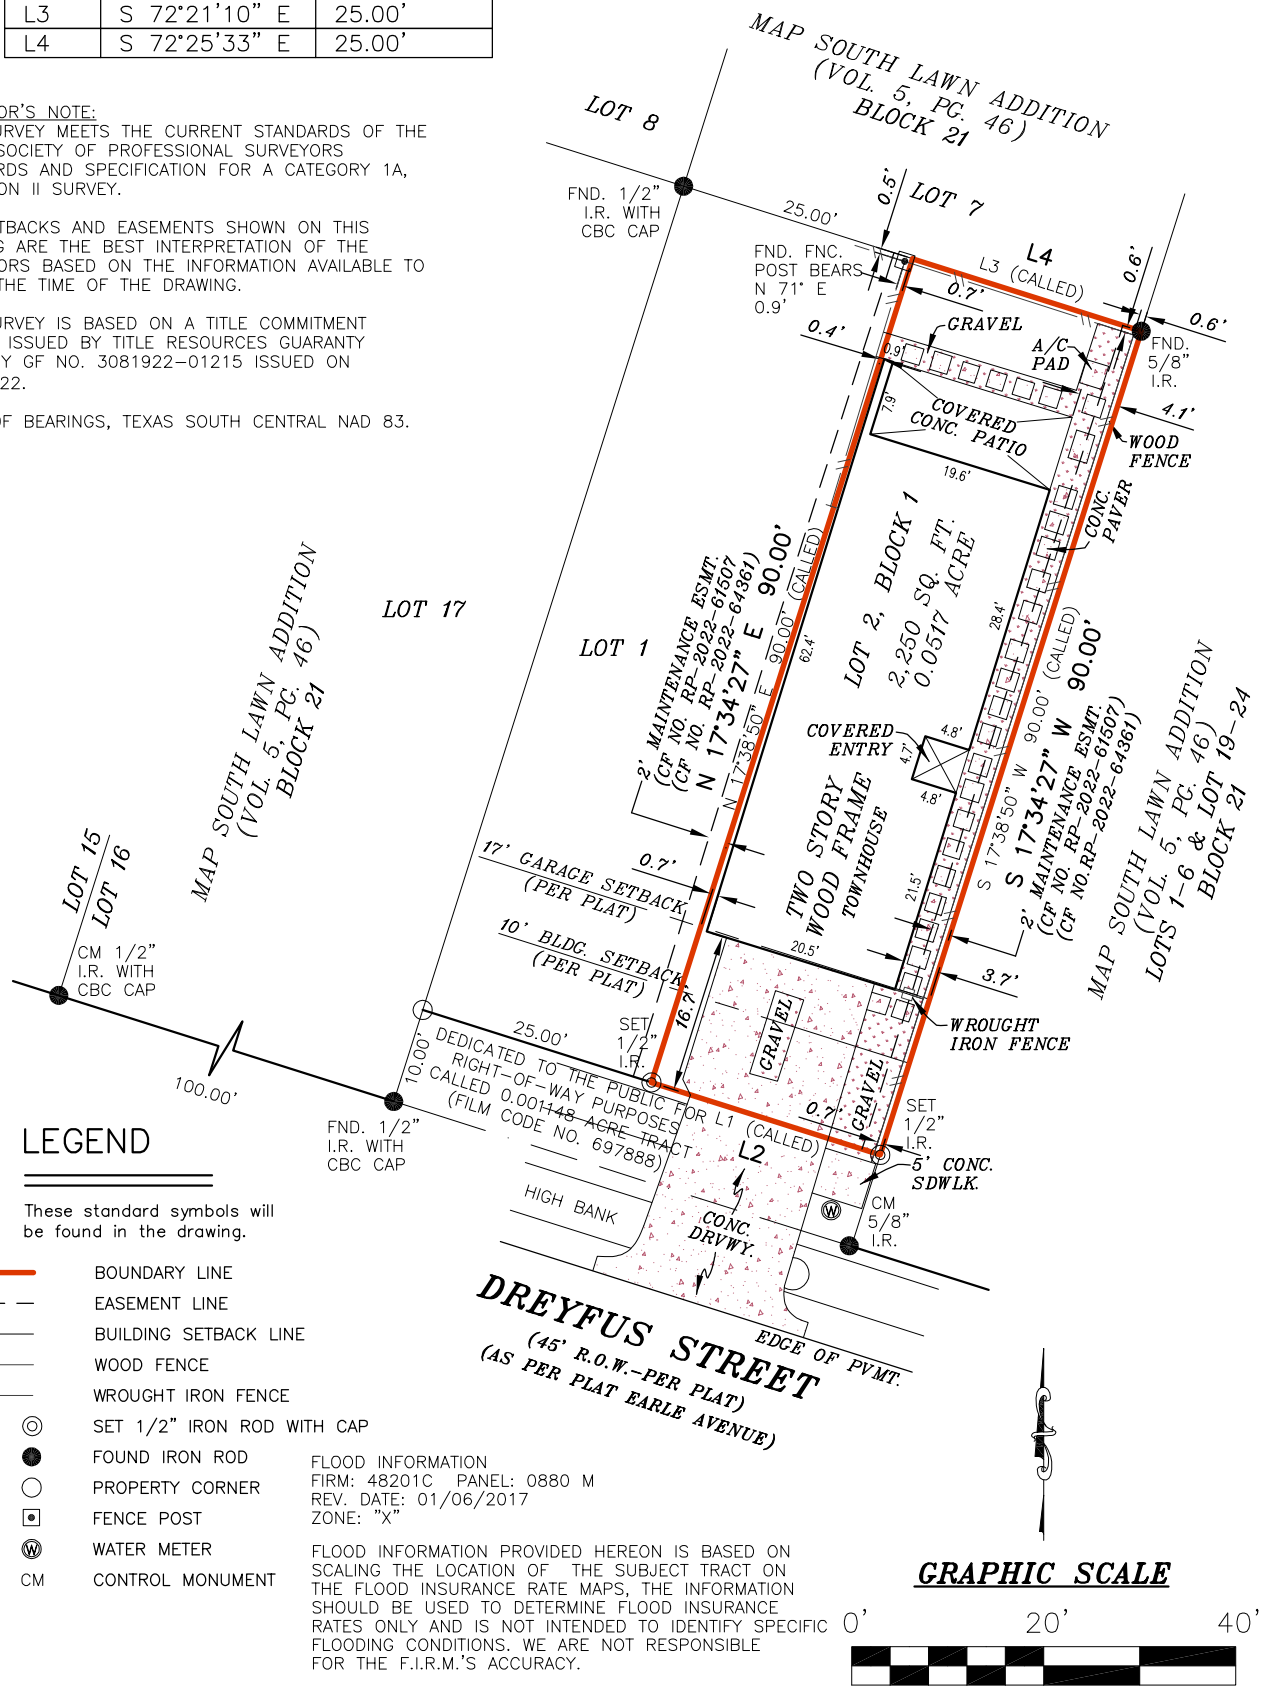 L3 S 72°21'10" E 25.00'
L4 S 72°25'33" E 25.00'
OR'S NOTE:
URVEY MEETS THE CURRENT STANDARDS OF THE
SOCIETY OF PROFESSIONAL SURVEYORS
RDS AND SPECIFICATION FOR A CATEGORY 1A,
ON II SURVEY.
TBACKS AND EASEMENTS SHOWN ON THIS
G ARE THE BEST INTERPRETATION OF THE
ORS BASED ON THE INFORMATION AVAILABLE TO
THE TIME OF THE DRAWING.
URVEY IS BASED ON A TITLE COMMITMENT
ISSUED BY TITLE RESOURCES GUARANTY
Y GF NO. 3081922-01215 ISSUED ON
22.
OF BEARINGS, TEXAS SOUTH CENTRAL NAD 83.
MAP SOUTH LAWN ADDITION
(VOL. 5, PG. 46)
BLOCK 21
LOT 8
LOT 7
FND. 1/2"
I.R. WITH
CBC CAP
25.00'
0.5'
FND. FNC.
POST BEARS
N 71° E
0.9'
L4
L3 (CALLED)
0.6'
0.6'
0.7'
0.4'
0.9'
GRAVEL
A/C
PAD
FND.
5/8"
I.R.
4.1'
WOOD
FENCE
COVERED
CONC. PATIO
7.9'
19.6'
CONC.
PAVER
LOT 2, BLOCK 1
2,250 SQ. FT.
0.0517 ACRE
28.4'
62.4'
2' MAINTENANCE ESMT.
(CF NO. RP-2022-61507
(CF NO. RP-2022-64361)
N 17°34'27" E 90.00'
N 17°38'50" E 90.00' (CALLED)
LOT 17
LOT 1
MAP SOUTH LAWN ADDITION
(VOL. 5, PG. 46)
BLOCK 21
COVERED
ENTRY
4.8'
4.7'
4.8'
TWO STORY
WOOD FRAME
TOWNHOUSE
21.5'
S 17°38'50" W 90.00' (CALLED)
S 17°34'27" W 90.00'
2' MAINTENANCE ESMT.
(CF NO. RP-2022-61507)
(CF NO.RP-2022-64361)
MAP SOUTH LAWN ADDITION
(VOL. 5, PG. 46)
LOTS 1-6 & LOT 19-24
BLOCK 21
17' GARAGE SETBACK
(PER PLAT)
0.7'
10' BLDG. SETBACK
(PER PLAT)
20.5'
16.7'
3.7'
LOT 15
LOT 16
CM 1/2"
I.R. WITH
CBC CAP
WROUGHT
IRON FENCE
GRAVEL
GRAVEL
0.7'
25.00'
SET
1/2"
I.R.
SET
1/2"
I.R.
10.00'
100.00'
DEDICATED TO THE PUBLIC FOR
RIGHT-OF-WAY PURPOSES
CALLED 0.001148 ACRE TRACT
(FILM CODE NO. 697888)
L1 (CALLED)
L2
FND. 1/2"
I.R. WITH
CBC CAP
5' CONC.
SDWLK.
CM
5/8"
I.R.
W
HIGH BANK
CONC.
DRVWY.
EDGE OF PVMT.
DREYFUS STREET
(45' R.O.W.-PER PLAT)
(AS PER PLAT EARLE AVENUE)
LEGEND
These standard symbols will
be found in the drawing.
BOUNDARY LINE
EASEMENT LINE
BUILDING SETBACK LINE
WOOD FENCE
WROUGHT IRON FENCE
SET 1/2" IRON ROD WITH CAP
FOUND IRON ROD
PROPERTY CORNER
FENCE POST
W WATER METER
CM CONTROL MONUMENT
FLOOD INFORMATION
FIRM: 48201C PANEL: 0880 M
REV. DATE: 01/06/2017
ZONE: "X"
FLOOD INFORMATION PROVIDED HEREON IS BASED ON
SCALING THE LOCATION OF THE SUBJECT TRACT ON
THE FLOOD INSURANCE RATE MAPS, THE INFORMATION
SHOULD BE USED TO DETERMINE FLOOD INSURANCE
RATES ONLY AND IS NOT INTENDED TO IDENTIFY SPECIFIC
FLOODING CONDITIONS. WE ARE NOT RESPONSIBLE
FOR THE F.I.R.M.'S ACCURACY.
GRAPHIC SCALE
0' 20' 40'